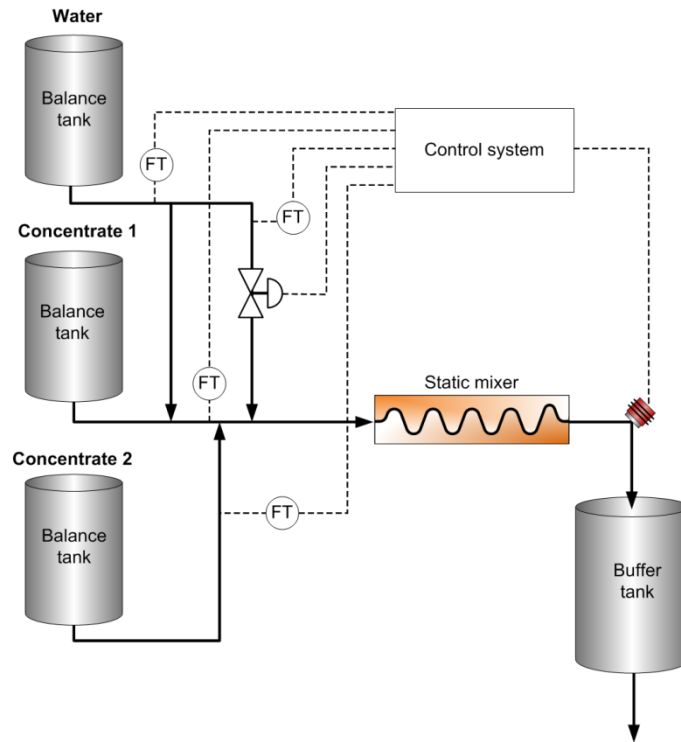 Water
Balance
tank
FT
Control system
FT
Concentrate 1
Balance
tank
FT
Static mixer
Concentrate 2
Balance
tank
FT
Buffer
tank